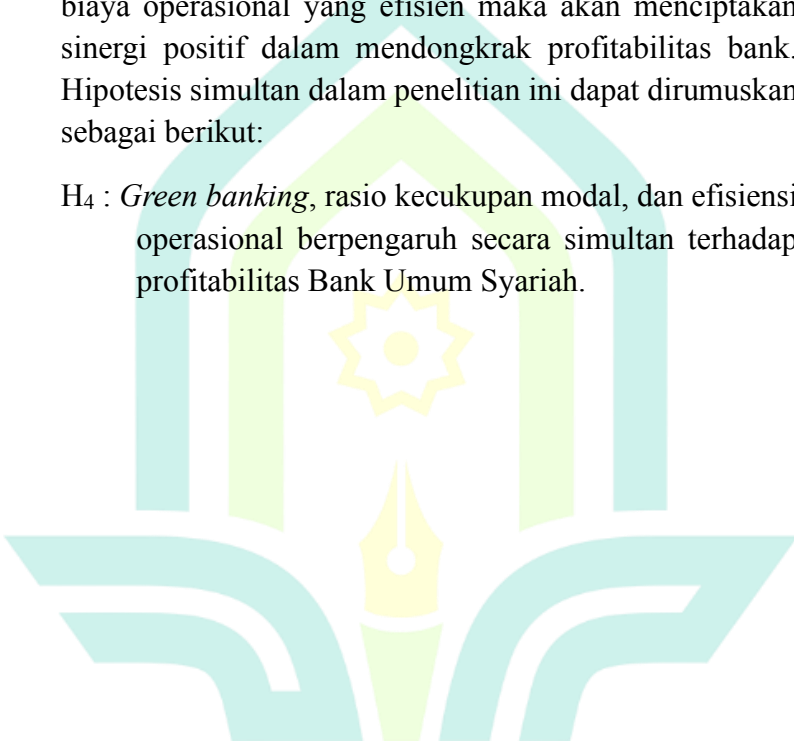 biaya operasional yang efisien maka akan menciptakan
sinergi positif dalam mendongkrak profitabilitas bank.
Hipotesis simultan dalam penelitian ini dapat dirumuskan
sebagai berikut:
H₄ : Green banking, rasio kecukupan modal, dan efisiensi
operasional berpengaruh secara simultan terhadap
profitabilitas Bank Umum Syariah.